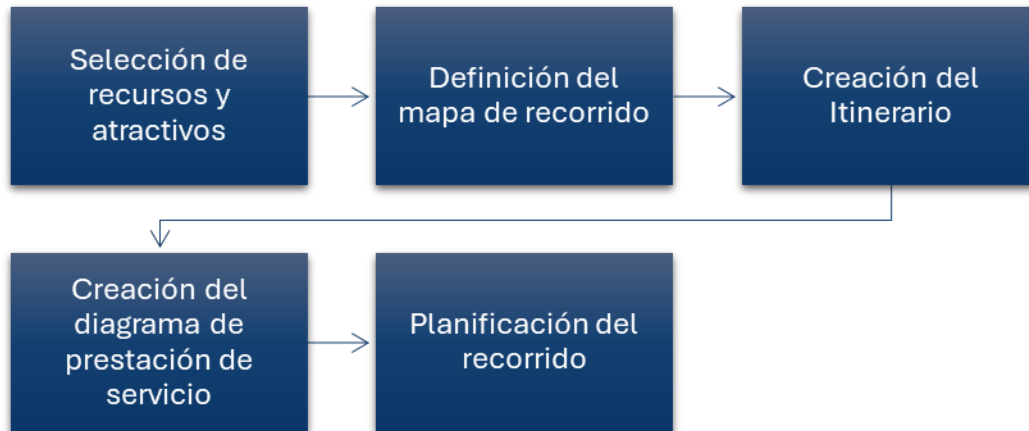 Selección de
recursos y
atractivos
Definición del
mapa de recorrido
Creación del
Itinerario
Creación del
diagrama de
prestación de
servicio
Planificación del
recorrido